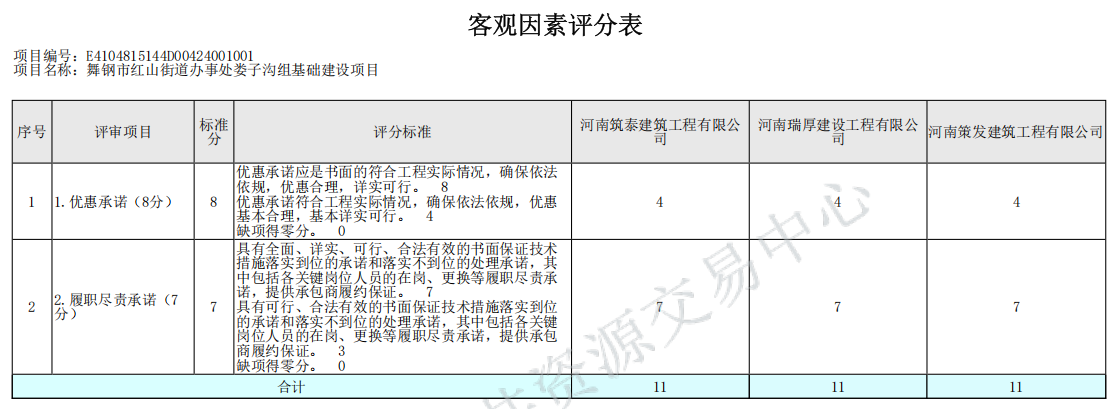 客观因素评分表
项目编号：E4104815144D00424001001
项目名称：舞钢市红山街道办事处娄子沟组基础建设项目
序号 评审项目 标准分 评分标准 河南筑泰建筑工程有限公司 河南瑞厚建设工程有限公司 河南策发建筑工程有限公司
1 1.优惠承诺（8分） 8
优惠承诺应是书面的符合工程实际情况，确保依法
依规，优惠合理，详实可行。 8
优惠承诺符合工程实际情况，确保依法依规，优惠
基本合理，基本详实可行。 4
缺项得零分。 0
4 4 4
2 2.履职尽责承诺（7分） 7
具有全面、详实、可行、合法有效的书面保证技术
措施落实到位的承诺和落实不到位的处理承诺，其
中包括各关键岗位人员的在岗、更换等履职尽责承
诺，提供承包商履约保证。 7
具有可行、合法有效的书面保证技术措施落实到位
的承诺和落实不到位的处理承诺，其中包括各关键
岗位人员的在岗、更换等履职尽责承诺，提供承包
商履约保证。 3
缺项得零分。 0
7 7 7
合计 11 11 11
共资源交易中心